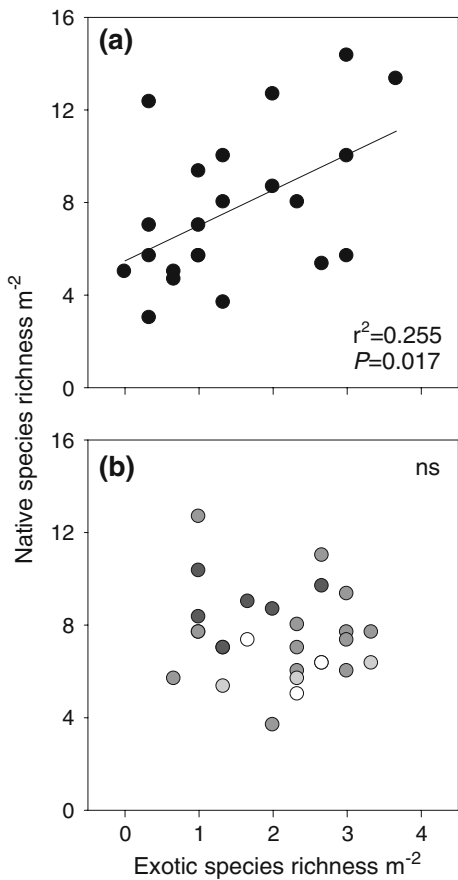 Native species richness m⁻²
16
(a)
12
8
4
r²=0.255
P=0.017
0
16
(b)
ns
12
8
4
0
0 1 2 3 4
Exotic species richness m⁻²